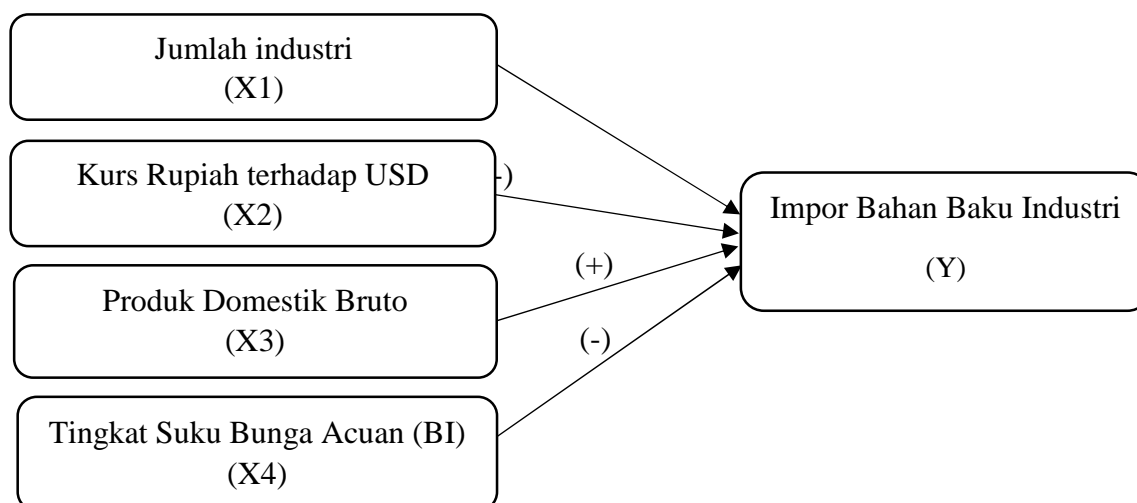 Jumlah industri
(X1)
Kurs Rupiah terhadap USD
(X2)
-)
Produk Domestik Bruto
(X3)
(+)
Tingkat Suku Bunga Acuan (BI)
(X4)
(-)
Impor Bahan Baku Industri
(Y)